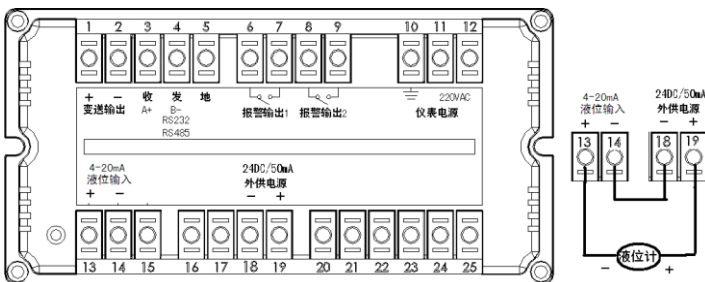 1 2 3 4 5 6 7 8 9 10 11 12
+ − 收 发 地
变送输出 A+ B-
RS232
RS485
报警输出1 报警输出2
220VAC
仪表电源
4-20mA
液位输入
+ −
24DC/50mA
外供电源
− +
13 14 15 16 17 18 19 20 21 22 23 24 25
4-20mA
液位输入
+ −
24DC/50mA
外供电源
− +
13 14 18 19
− 液位计 +